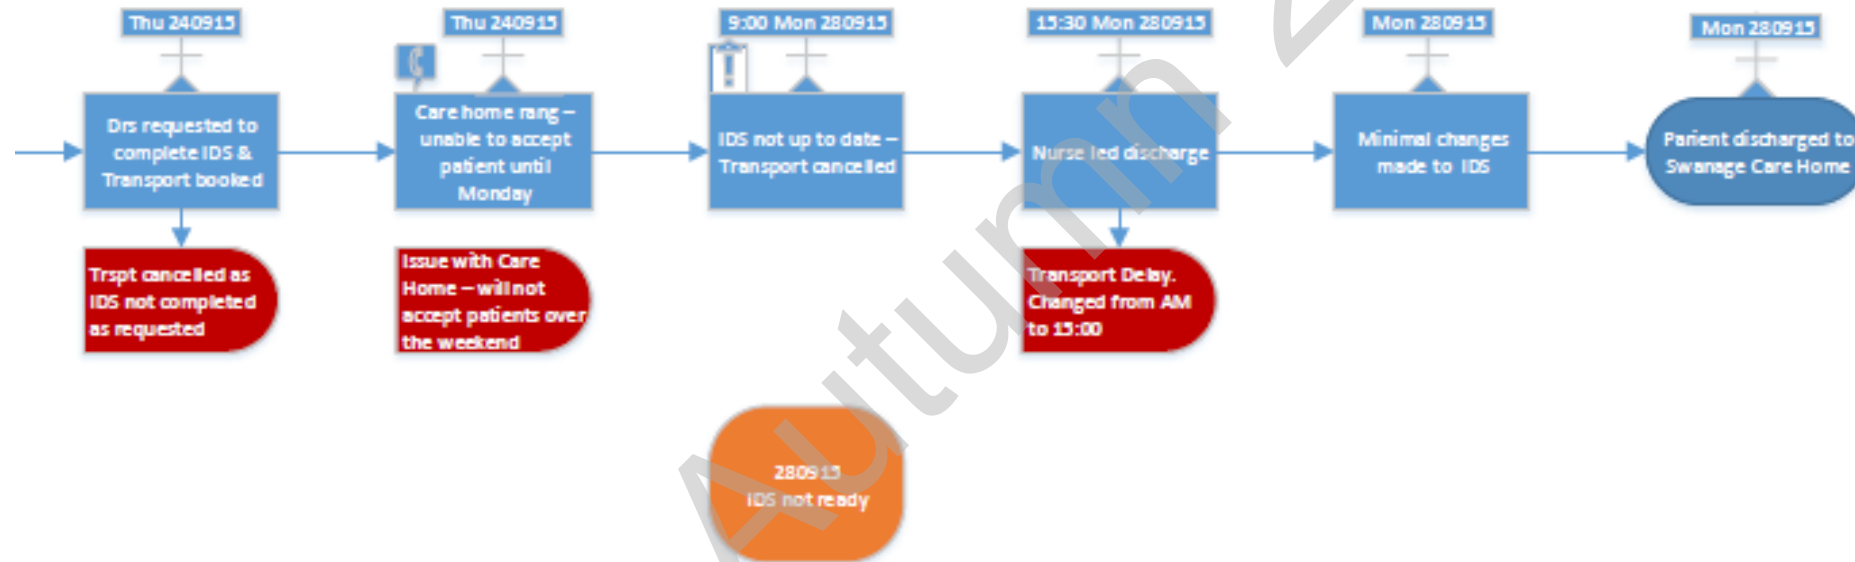 Thu 240915
Thu 240915
9:00 Mon 280915
15:30 Mon 280915
Mon 280915
Mon 280915
Drs requested to
complete IDS &
Transport booked
Care home rang –
unable to accept
patient until
Monday
!
IDS not up to date –
Transport cancelled
Nurse led discharge
Minimal changes
made to IDS
Parient discharged to
Swanage Care Home
Trspt cancelled as
IDS not completed
as requested
Issue with Care
Home – will not
accept patients over
the weekend
Transport Delay.
Changed from AM
to 15:00
280915
IDS not ready
Autumn 2